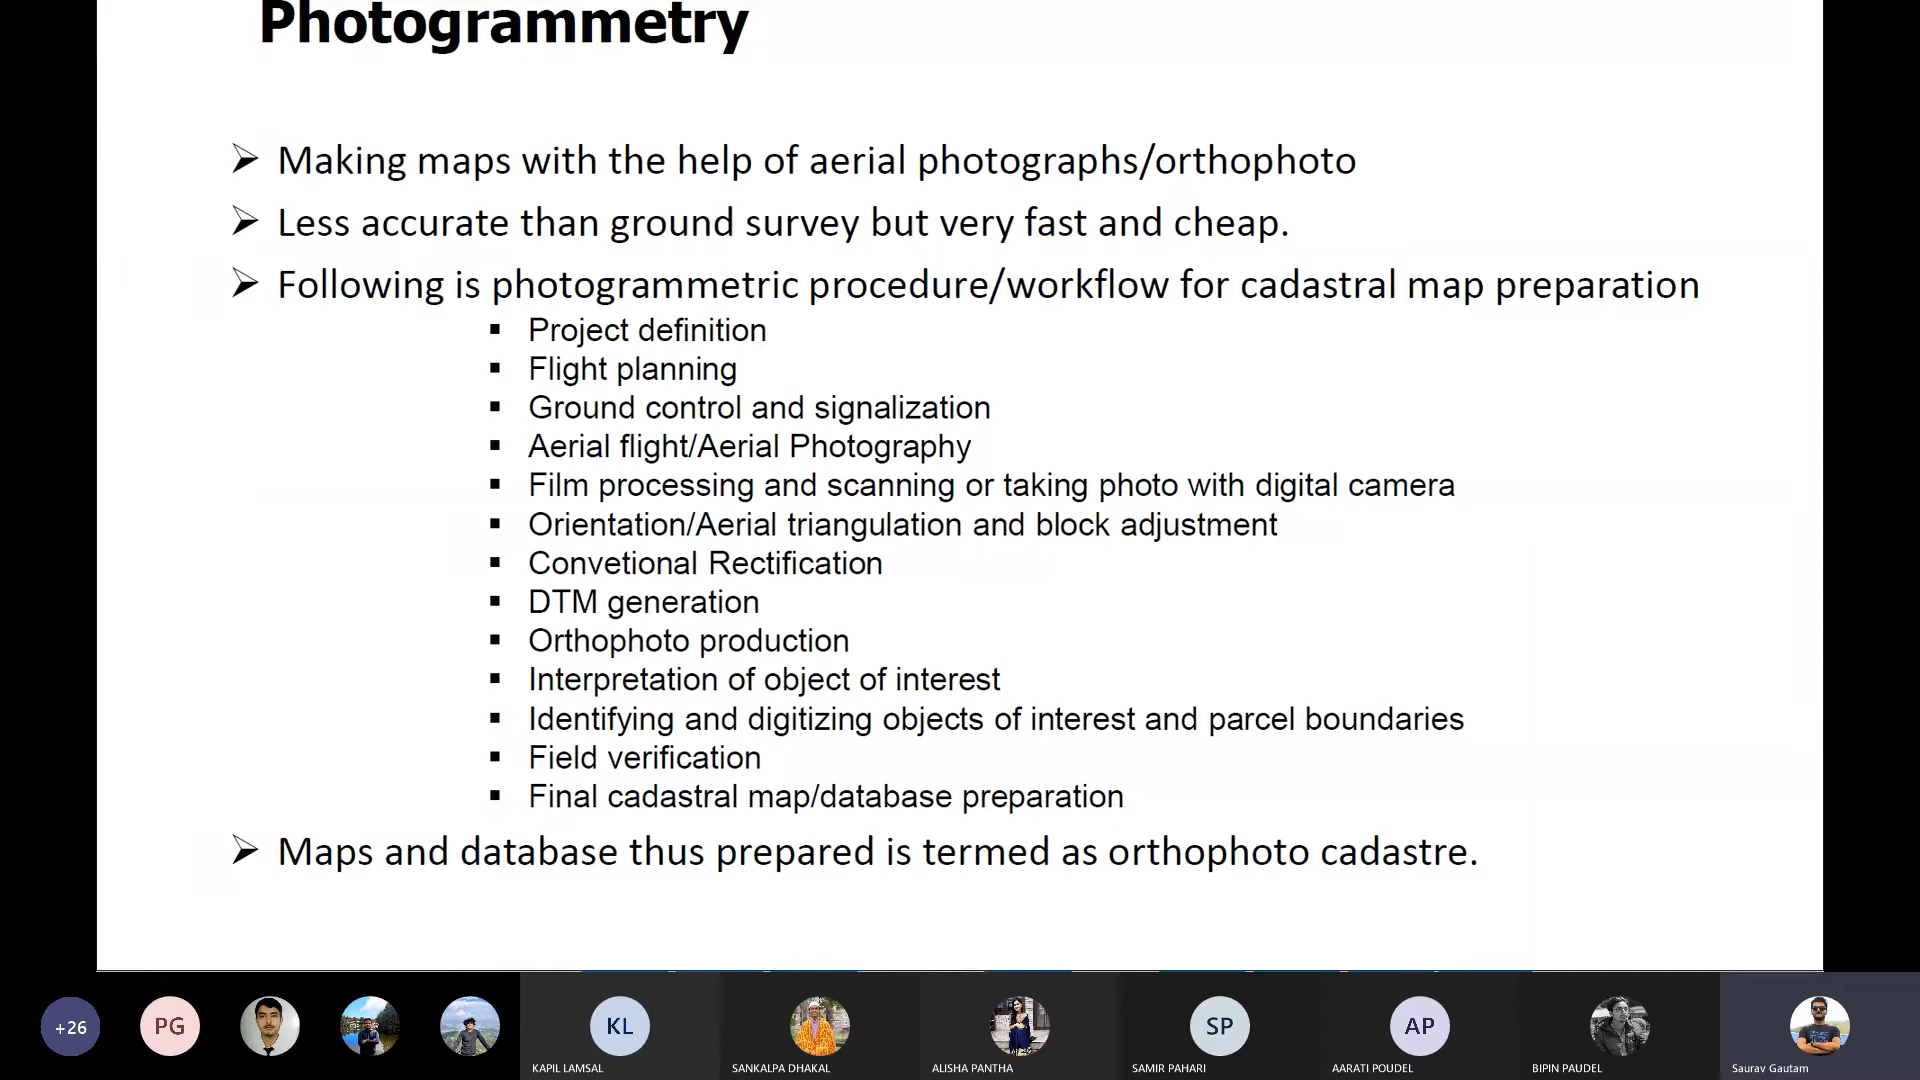 Photogrammetry
Making maps with the help of aerial photographs/orthophoto
Less accurate than ground survey but very fast and cheap.
Following is photogrammetric procedure/workflow for cadastral map preparation
Project definition
Flight planning
Ground control and signalization
Aerial flight/Aerial Photography
Film processing and scanning or taking photo with digital camera
Orientation/Aerial triangulation and block adjustment
Convetional Rectification
DTM generation
Orthophoto production
Interpretation of object of interest
Identifying and digitizing objects of interest and parcel boundaries
Field verification
Final cadastral map/database preparation
Maps and database thus prepared is termed as orthophoto cadastre.
+26
PG
KL
SP
AP
KAPIL LAMSAL
SANKALPA DHAKAL
ALISHA PANTHA
SAMIR PAHARI
AARATI POUDEL
BIPIN PAUDEL
Saurav Gautam